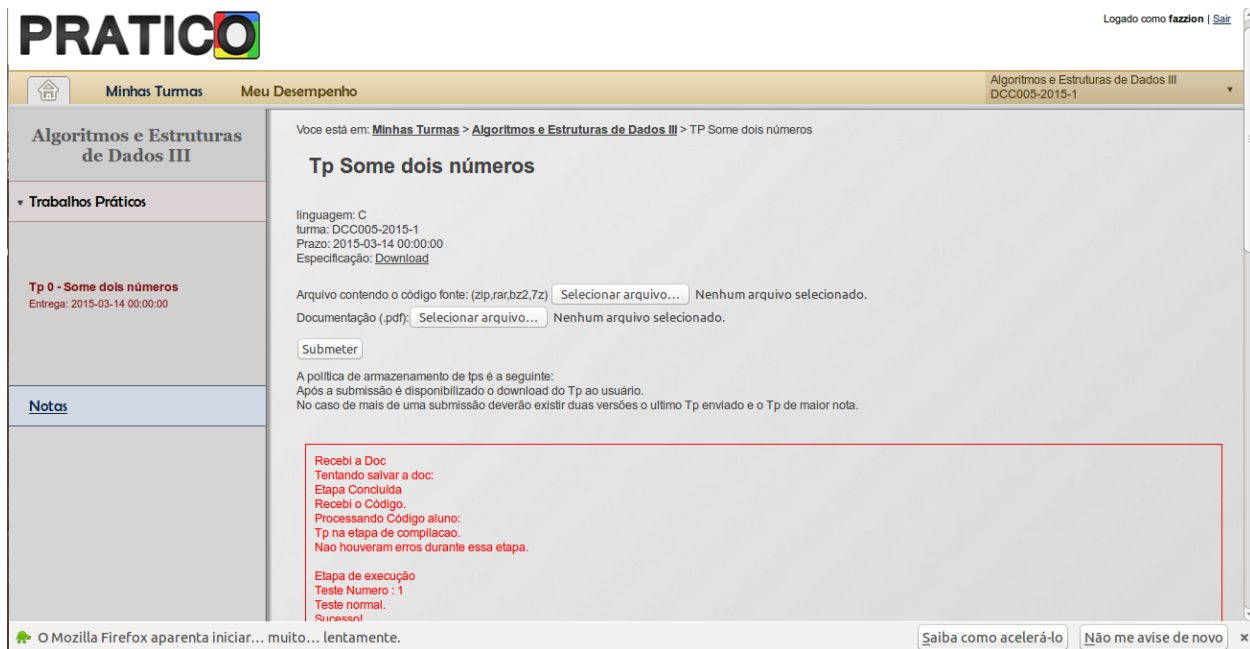 PRATICO
Logado como fazzion | Sair
Minhas Turmas
Meu Desempenho
Algoritmos e Estruturas de Dados III
DCC005-2015-1
Algoritmos e Estruturas
de Dados III
Trabalhos Práticos
Tp 0 - Some dois números
Entrega: 2015-03-14 00:00:00
Notas
Voce está em: Minhas Turmas > Algoritmos e Estruturas de Dados III > TP Some dois números
Tp Some dois números
linguagem: C
turma: DCC005-2015-1
Prazo: 2015-03-14 00:00:00
Especificação: Download
Arquivo contendo o código fonte: (zip,rar,bz2,7z) Selecionar arquivo... Nenhum arquivo selecionado.
Documentação (.pdf): Selecionar arquivo... Nenhum arquivo selecionado.
Submeter
A política de armazenamento de tps é a seguinte:
Após a submissão é disponibilizado o download do Tp ao usuário.
No caso de mais de uma submissão deverão existir duas versões o ultimo Tp enviado e o Tp de maior nota.
Recebi a Doc
Tentando salvar a doc:
Etapa Concluída
Recebi o Código.
Processando Código aluno:
Tp na etapa de compilacao.
Nao houveram erros durante essa etapa.
Etapa de execução
Teste Numero : 1
Teste normal.
Sucesso!
O Mozilla Firefox aparenta iniciar... muito... lentamente.
Saiba como acelerá-lo
Não me avise de novo